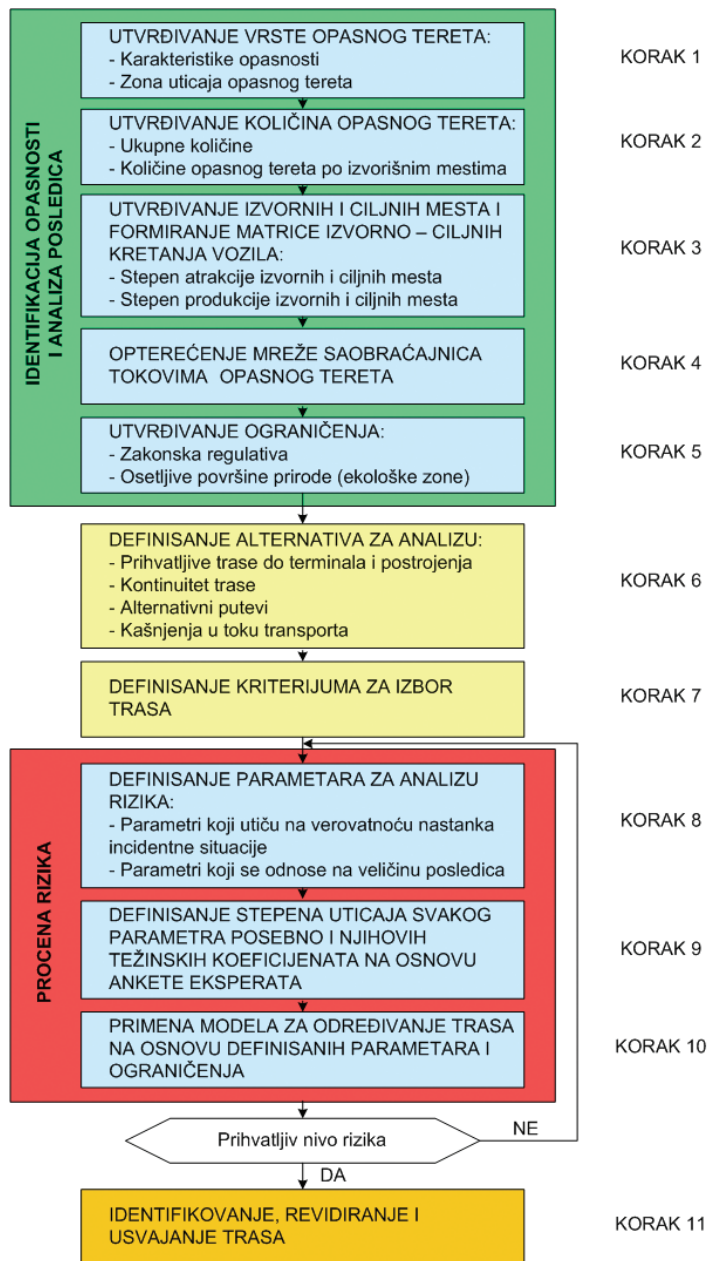 IDENTIFIKACIJA OPASNOSTI
I ANALIZA POSLEDICA
UTVRĐIVANJE VRSTE OPASNOG TERETA:
- Karakteristike opasnosti
- Zona uticaja opasnog tereta
KORAK 1
UTVRĐIVANJE KOLIČINA OPASNOG TERETA:
- Ukupne količine
- Količine opasnog tereta po izvorišnim mestima
KORAK 2
UTVRĐIVANJE IZVORNIH I CILJNIH MESTA I
FORMIRANJE MATRICE IZVORNO – CILJNIH
KRETANJA VOZILA:
- Stepen atrakcije izvornih i ciljnih mesta
- Stepen produkcije izvornih i ciljnih mesta
KORAK 3
OPTEREĆENJE MREŽE SAOBRAĆAJNICA
TOKOVIMA OPASNOG TERETA
KORAK 4
UTVRĐIVANJE OGRANIČENJA:
- Zakonska regulativa
- Osetljive površine prirode (ekološke zone)
KORAK 5
DEFINISANJE ALTERNATIVA ZA ANALIZU:
- Prihvatljive trase do terminala i postrojenja
- Kontinuitet trase
- Alternativni putevi
- Kašnjenja u toku transporta
KORAK 6
DEFINISANJE KRITERIJUMA ZA IZBOR
TRASA
KORAK 7
PROCENA RIZIKA
DEFINISANJE PARAMETARA ZA ANALIZU
RIZIKA:
- Parametri koji utiču na verovatnoću nastanka
incidentne situacije
- Parametri koji se odnose na veličinu posledica
KORAK 8
DEFINISANJE STEPENA UTICAJA SVAKOG
PARAMETRA POSEBNO I NJIHOVIH
TEŽINSKIH KOEFICIJENATA NA OSNOVU
ANKETE EKSPERATA
KORAK 9
PRIMENA MODELA ZA ODREĐIVANJE TRASA
NA OSNOVU DEFINISANIH PARAMETARA I
OGRANIČENJA
KORAK 10
Prihvatljiv nivo rizika
NE
DA
IDENTIFIKOVANJE, REVIDIRANJE I
USVAJANJE TRASA
KORAK 11